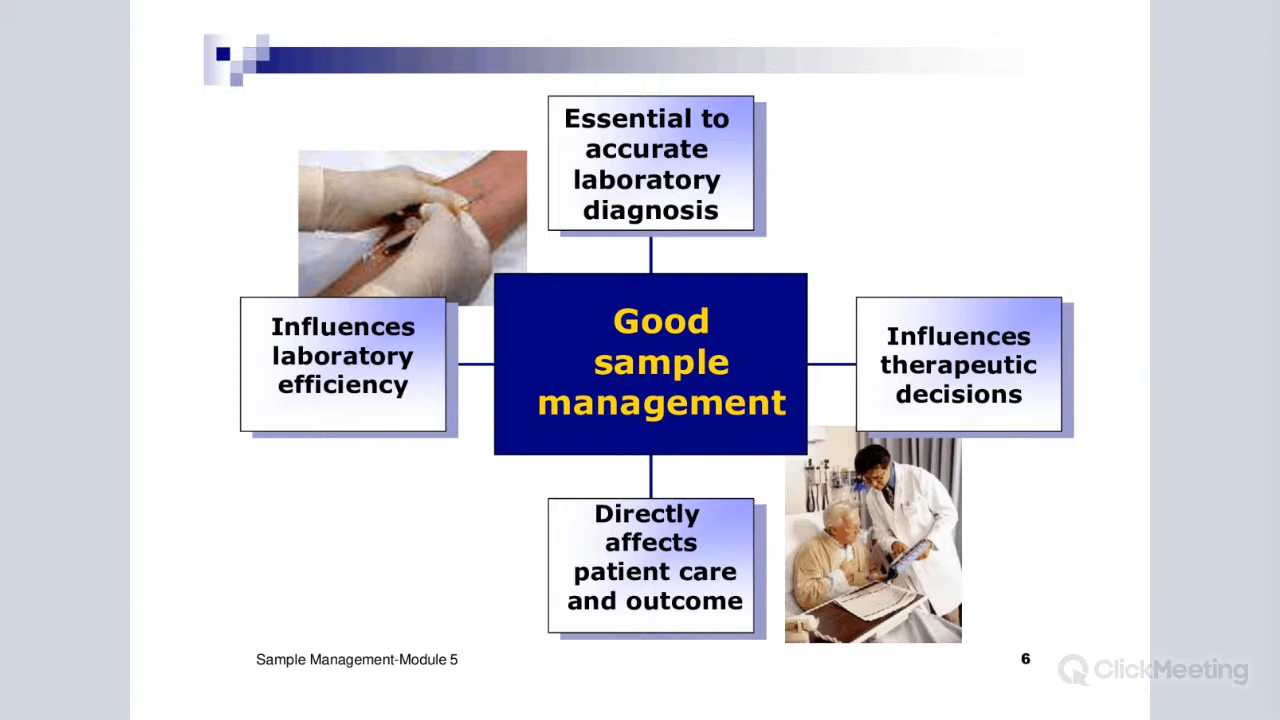 Essential to
accurate
laboratory
diagnosis
Influences
laboratory
efficiency
Good
sample
management
Influences
therapeutic
decisions
Directly
affects
patient care
and outcome
Sample Management-Module 5
6
ClickMeeting